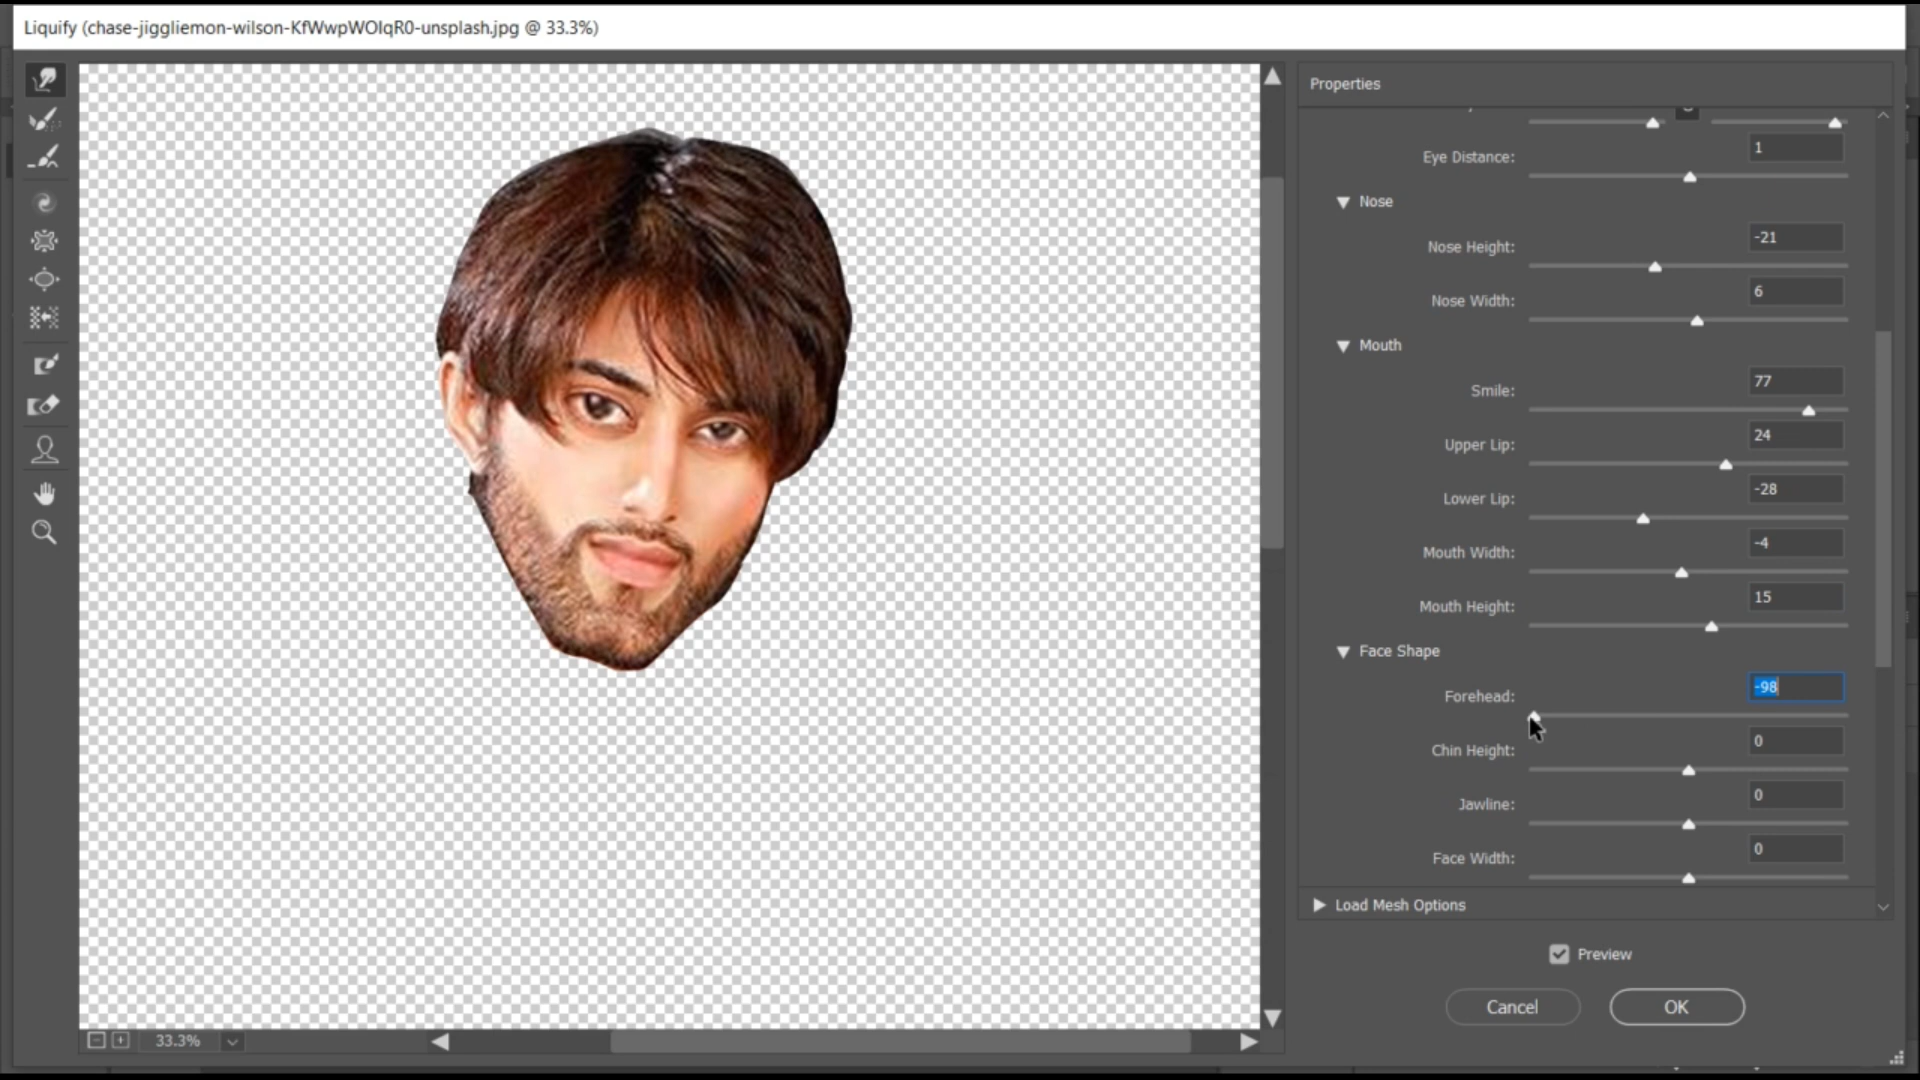 Liquify (chase-jiggliemon-wilson-KfWwpWOIqR0-unsplash.jpg @ 33.3%)
Properties
Eye Distance: 1
Nose
Nose Height: -21
Nose Width: 6
Mouth
Smile: 77
Upper Lip: 24
Lower Lip: -28
Mouth Width: -4
Mouth Height: 15
Face Shape
Forehead: -98
Chin Height: 0
Jawline: 0
Face Width: 0
Load Mesh Options
Preview
Cancel
OK
33.3%